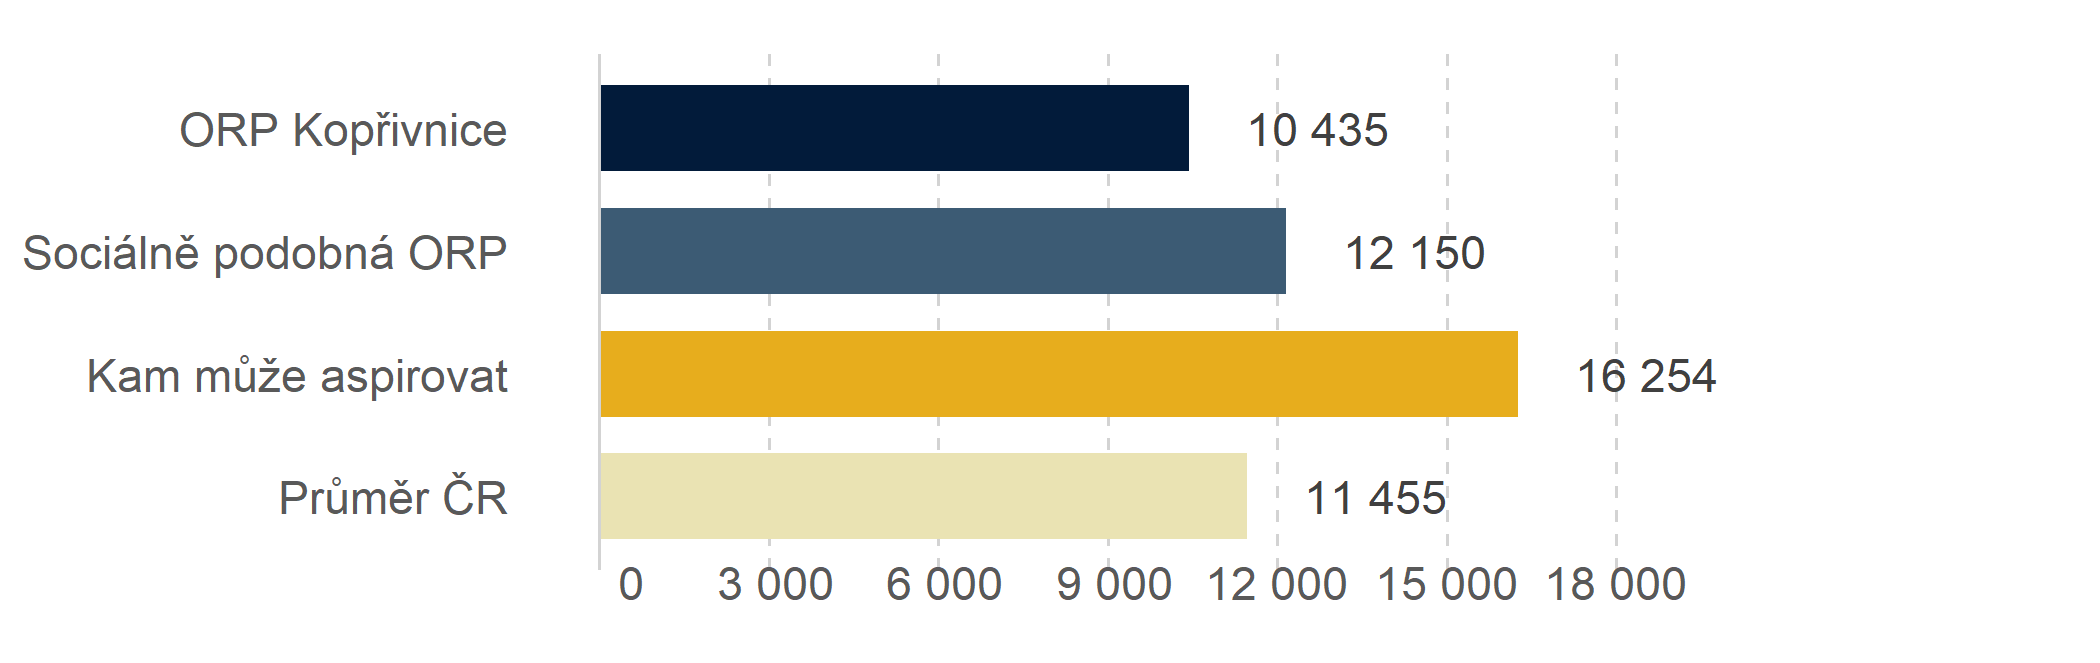 ORP Kopřivnice 10 435
Sociálně podobná ORP 12 150
Kam může aspirovat 16 254
Průměr ČR 11 455
0 3 000 6 000 9 000 12 000 15 000 18 000